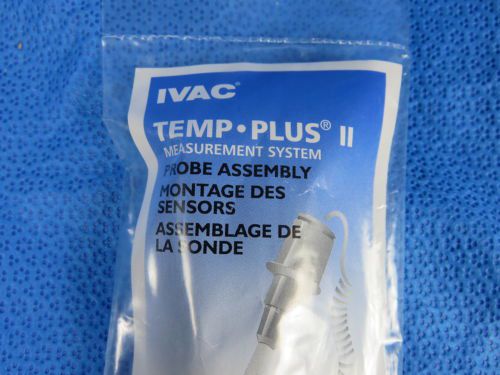 IVAC®
TEMP•PLUS® II
MEASUREMENT SYSTEM
PROBE ASSEMBLY
MONTAGE DES
SENSORS
ASSEMBLAGE DE
LA SONDE